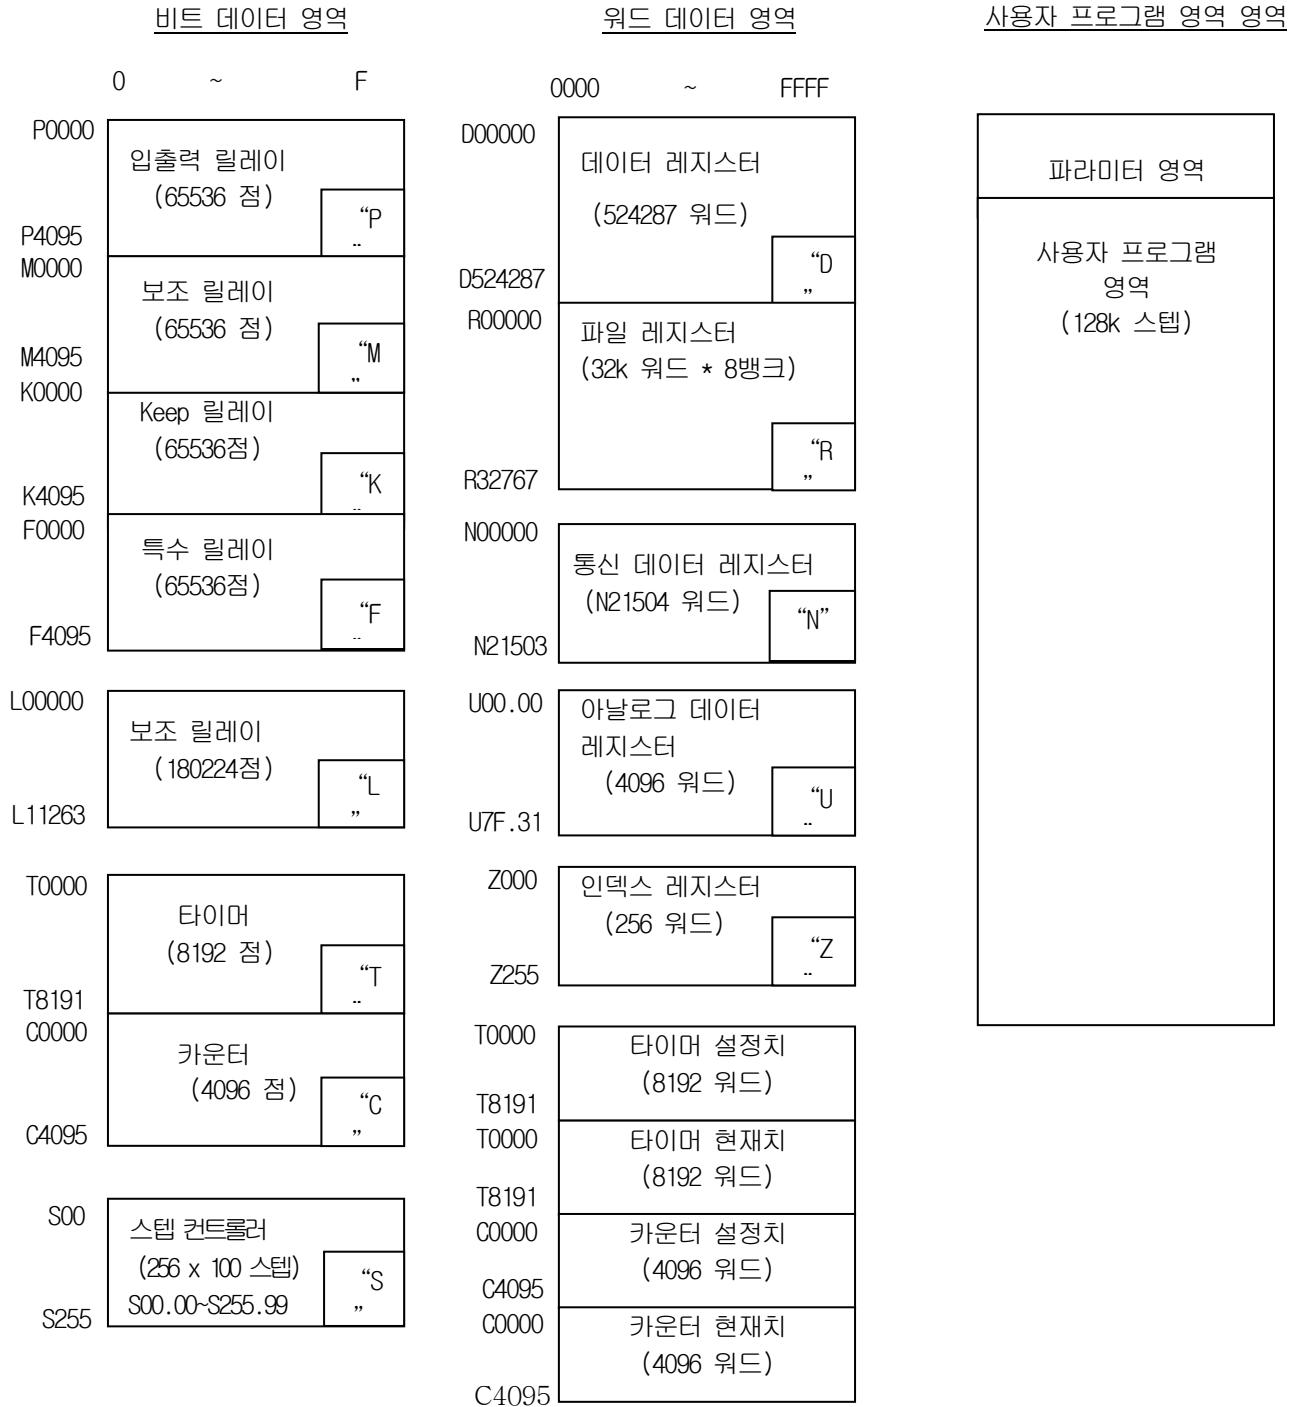 비트 데이터 영역
0 ~ F
P0000
입출력 릴레이
(65536 점)
“P
”
P4095
M0000
보조 릴레이
(65536 점)
“M
”
M4095
K0000
Keep 릴레이
(65536점)
“K
”
K4095
F0000
특수 릴레이
(65536점)
“F
”
F4095
L00000
보조 릴레이
(180224점)
“L
”
L11263
T0000
타이머
(8192 점)
“T
”
T8191
C0000
카운터
(4096 점)
“C
”
C4095
S00
스텝 컨트롤러
(256 x 100 스텝)
S00.00~S255.99
“S
”
S255
워드 데이터 영역
0000 ~ FFFF
D00000
데이터 레지스터
(524287 워드)
“D
”
D524287
R00000
파일 레지스터
(32k 워드 * 8뱅크)
“R
”
R32767
N00000
통신 데이터 레지스터
(N21504 워드)
“N”
N21503
U00.00
아날로그 데이터
레지스터
(4096 워드)
“U
”
U7F.31
Z000
인덱스 레지스터
(256 워드)
“Z
”
Z255
T0000
타이머 설정치
(8192 워드)
T8191
T0000
타이머 현재치
(8192 워드)
T8191
C0000
카운터 설정치
(4096 워드)
C4095
C0000
카운터 현재치
(4096 워드)
C4095
사용자 프로그램 영역 영역
파라미터 영역
사용자 프로그램
영역
(128k 스텝)